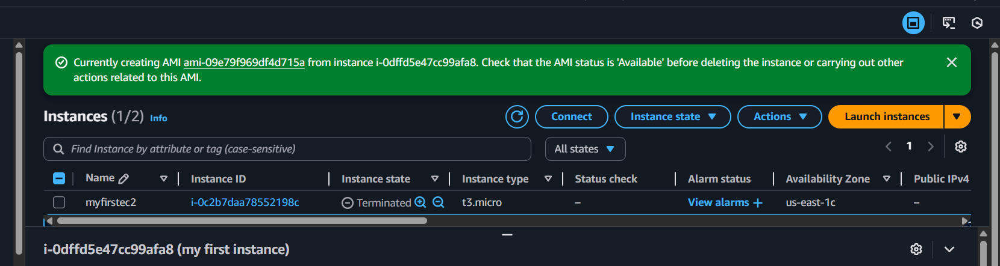 Currently creating AMI ami-09e79f969df4d715a from instance i-0dffd5e47cc99afa8. Check that the AMI status is 'Available' before deleting the instance or carrying out other
actions related to this AMI.
Instances (1/2) Info
Connect
Instance state
Actions
Launch instances
Find Instance by attribute or tag (case-sensitive)
All states
1
Name
Instance ID
Instance state
Instance type
Status check
Alarm status
Availability Zone
Public IPv4
myfirstec2
i-0c2b7daa78552198c
Terminated
t3.micro
–
View alarms +
us-east-1c
–
i-0dffd5e47cc99afa8 (my first instance)